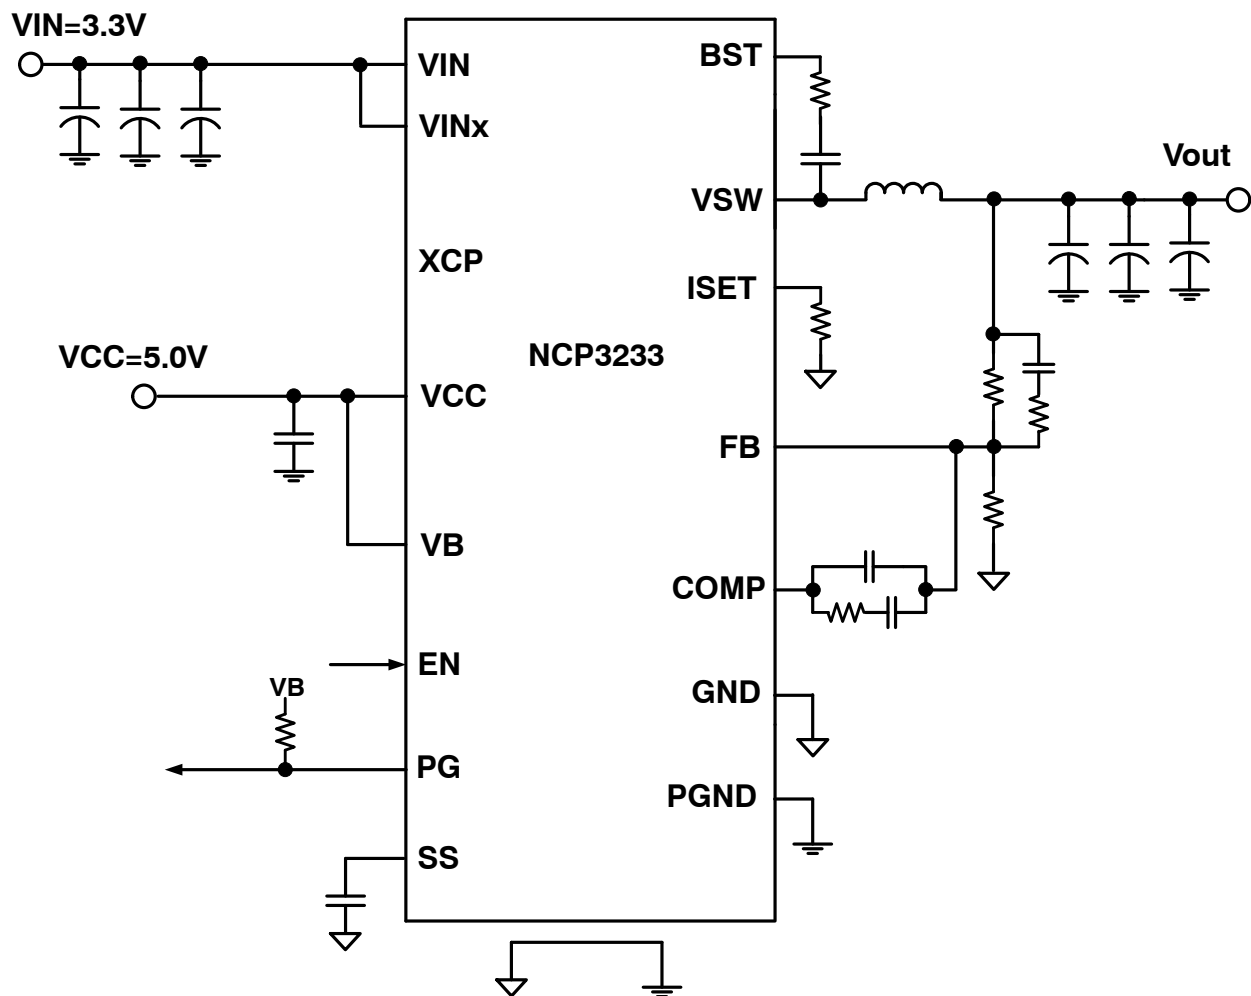 VIN=3.3V
VIN
VINx
XCP
VCC=5.0V
VCC
VB
EN
VB
PG
SS
NCP3233
BST
VSW
Vout
ISET
FB
COMP
GND
PGND